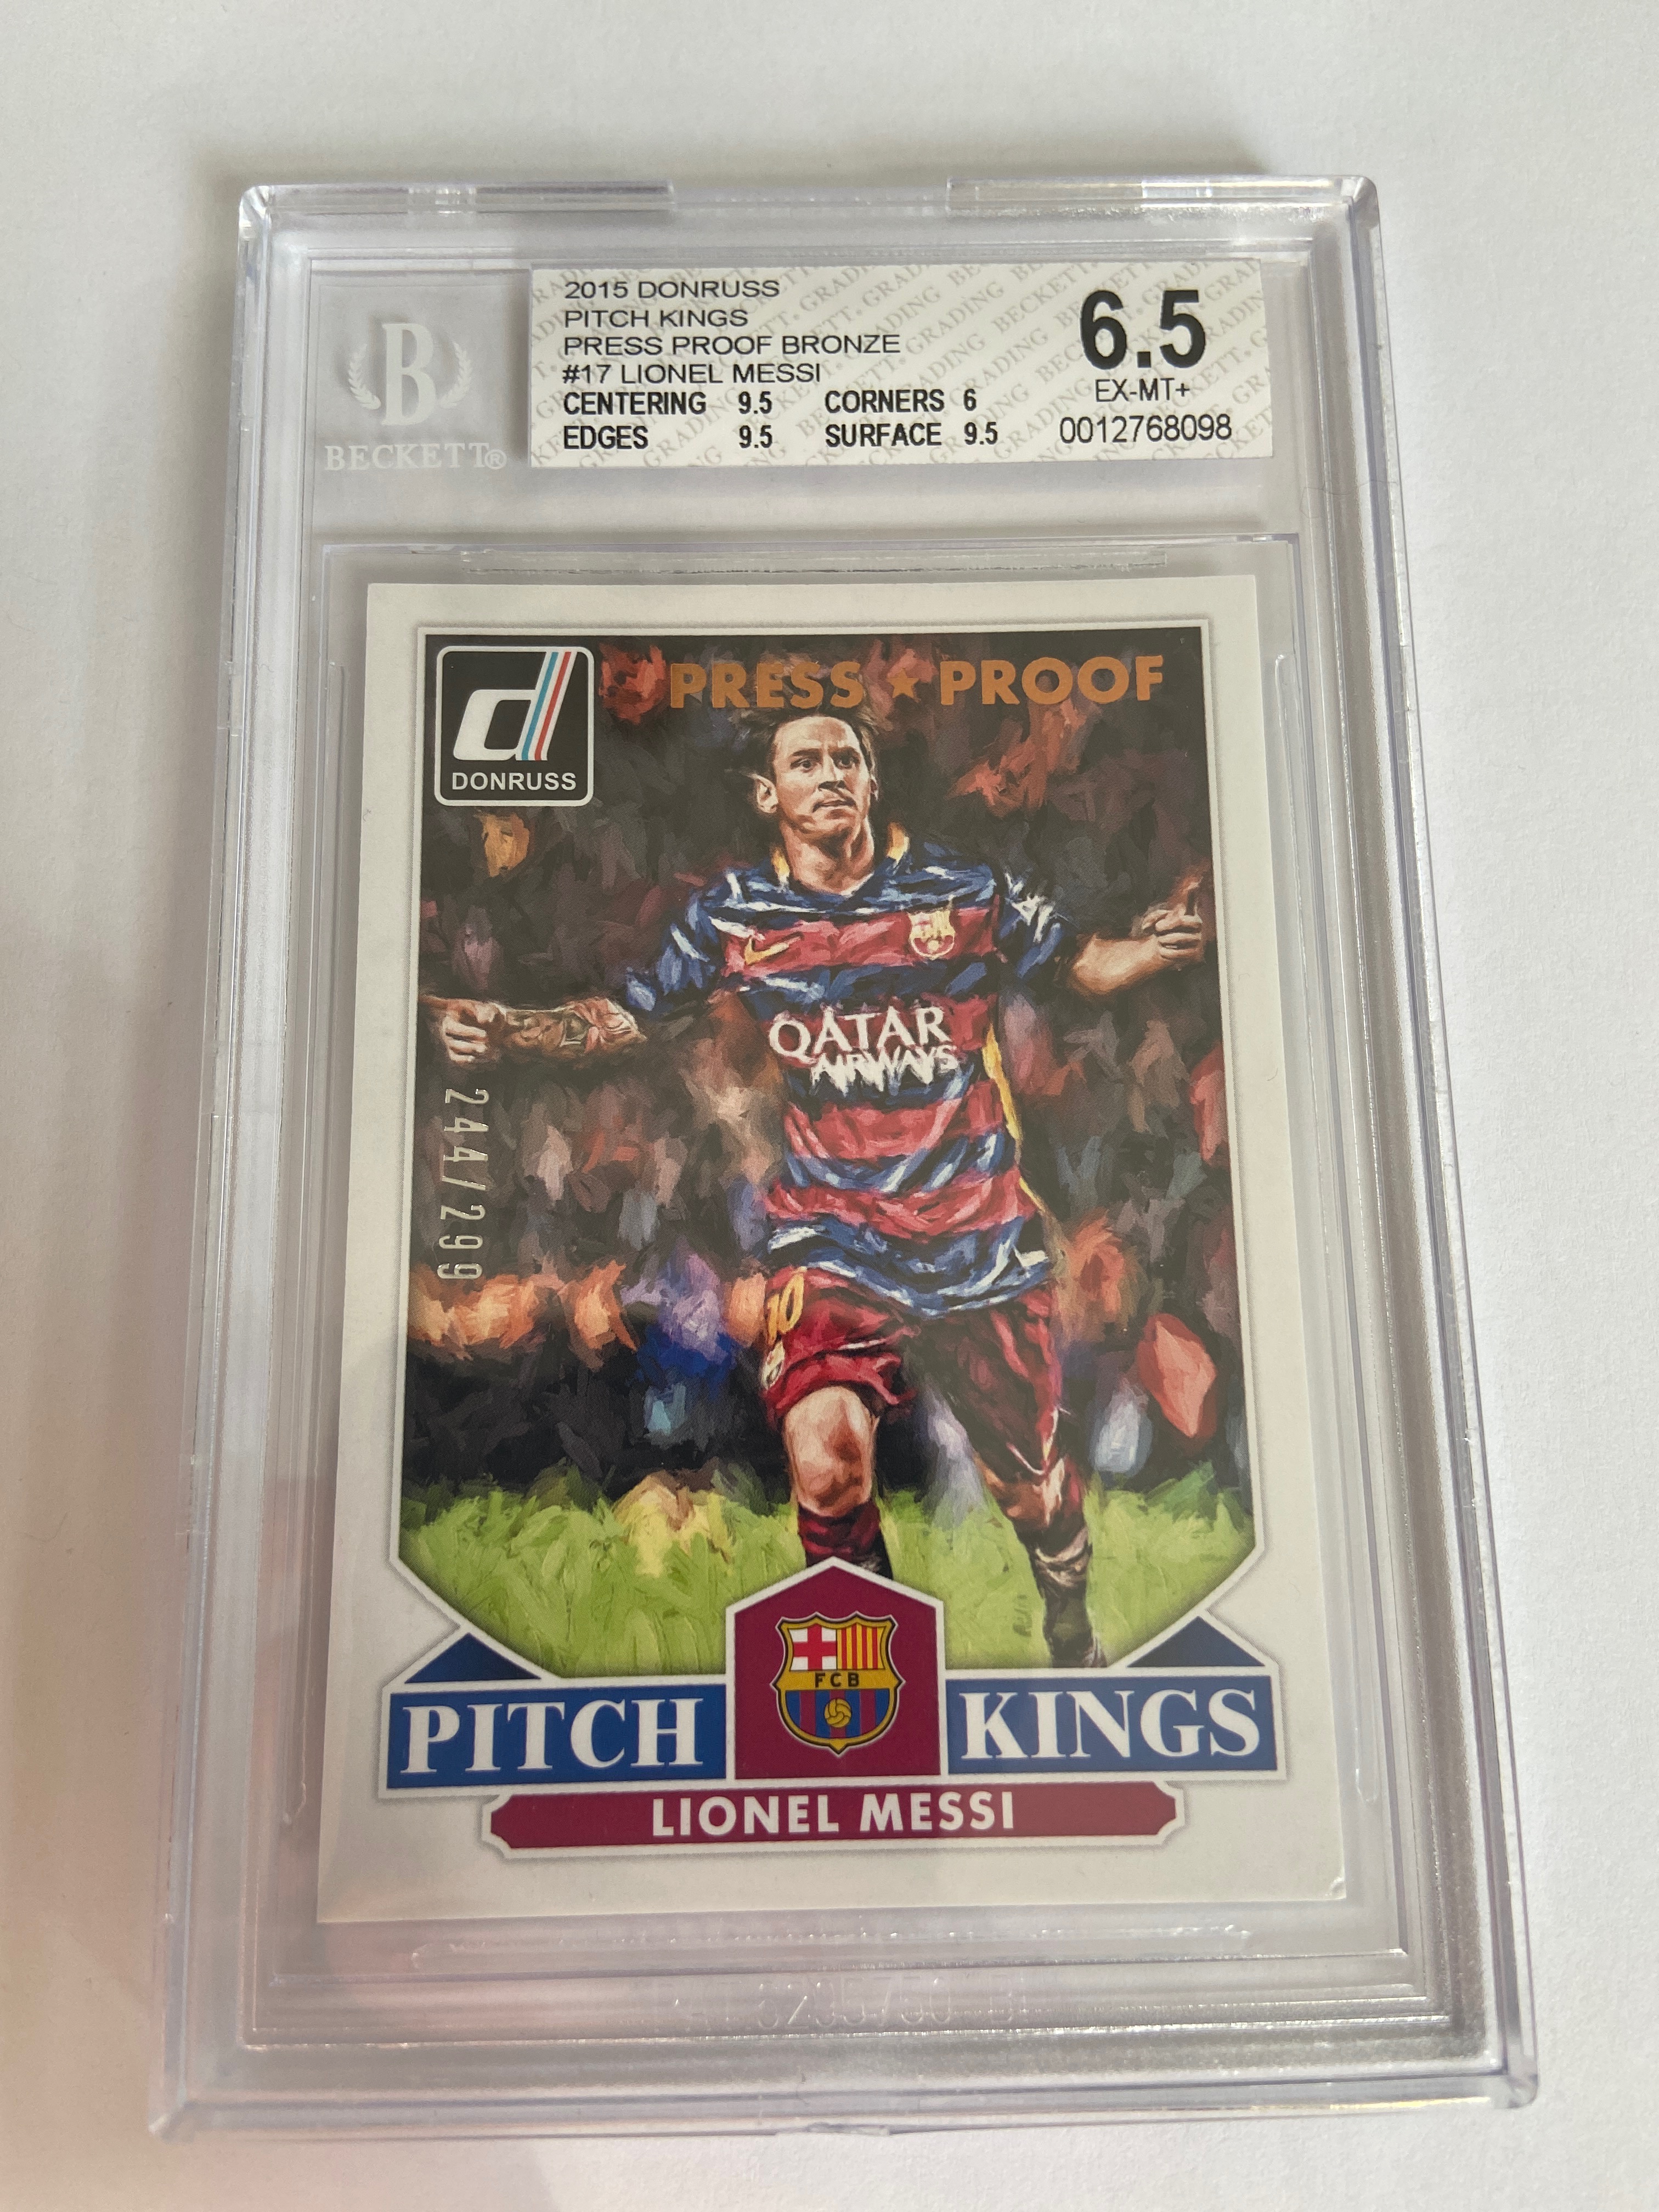 2015 DONRUSS
PITCH KINGS
PRESS PROOF BRONZE
#17 LIONEL MESSI
CENTERING 9.5 CORNERS 6
EDGES 9.5 SURFACE 9.5
6.5
EX-MT+
0012768098
B
BECKETT®
d
DONRUSS
PRESS ★ PROOF
QATAR
AIRWAYS
244/299
10
FCB
PITCH KINGS
LIONEL MESSI